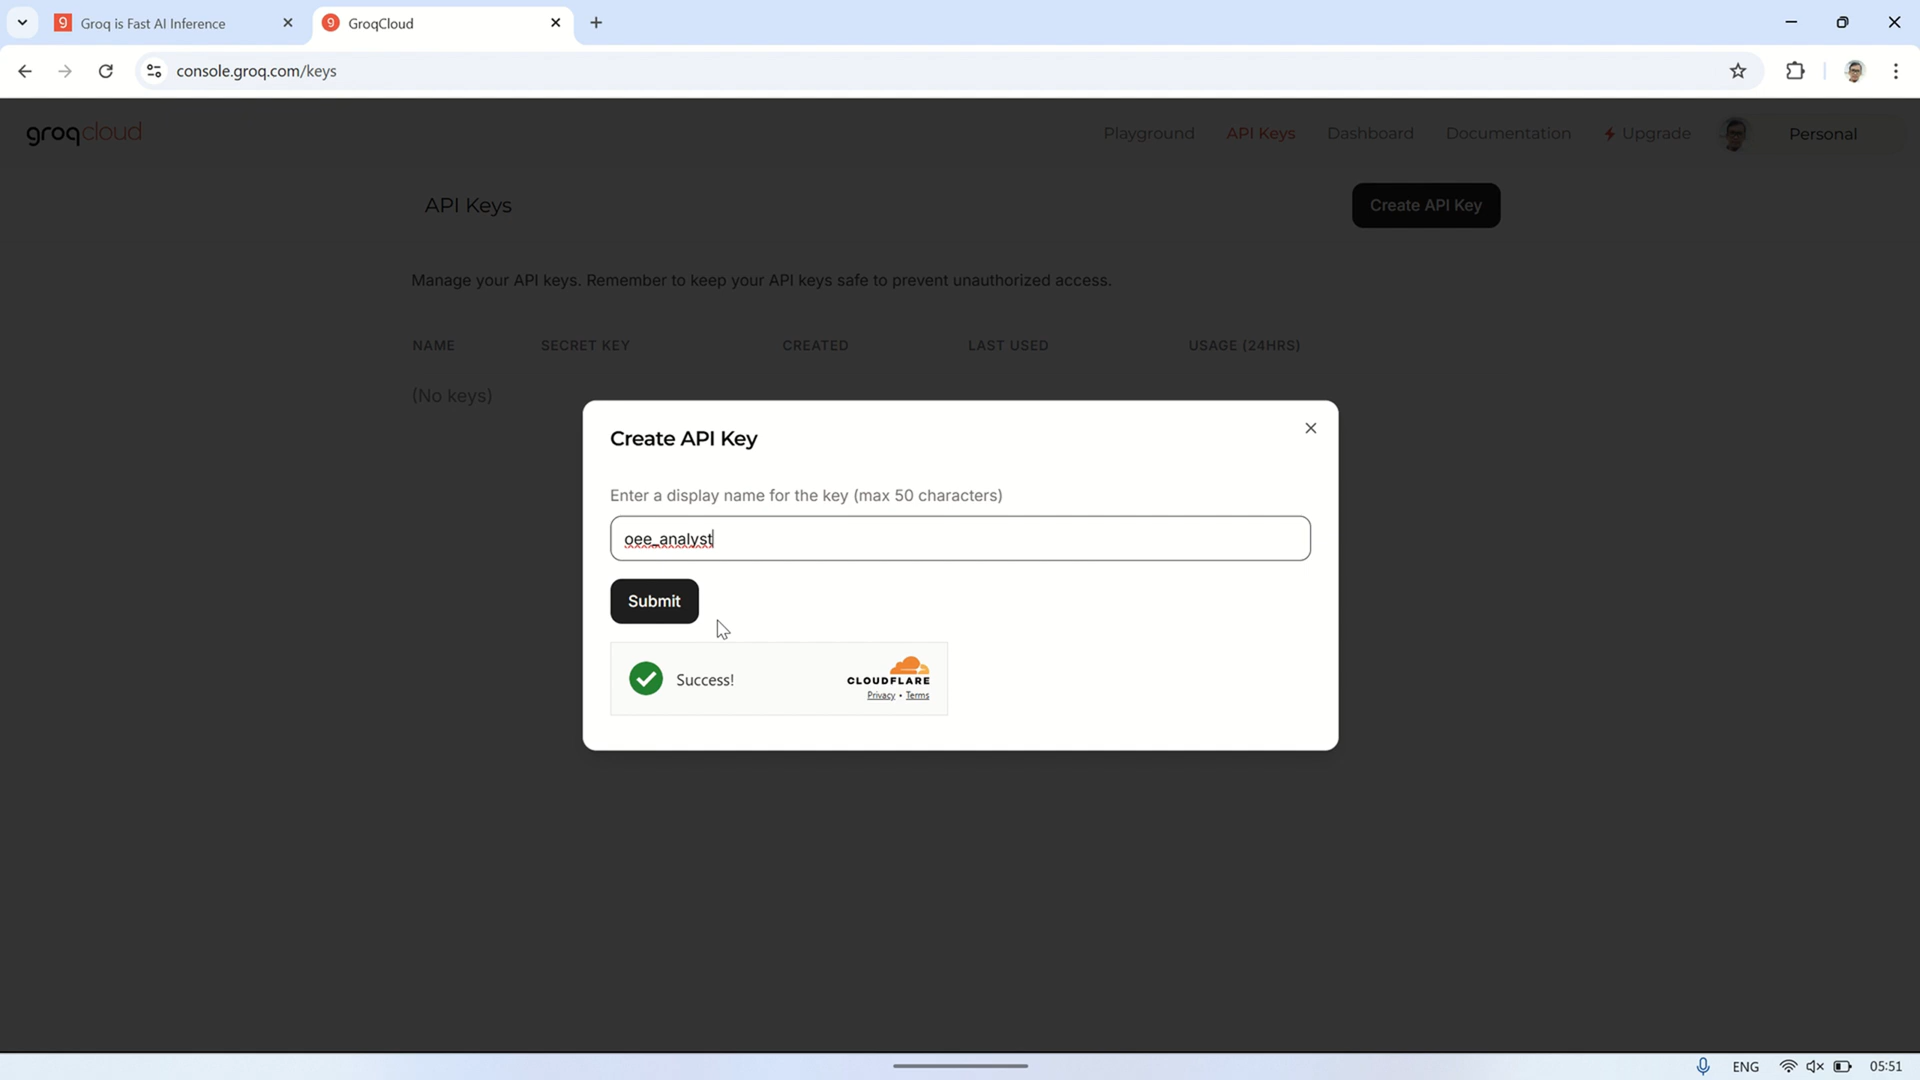 Groq is Fast AI Inference
GroqCloud
console.groq.com/keys
groqcloud
Playground
API Keys
Dashboard
Documentation
Upgrade
Personal
API Keys
Create API Key
Manage your API keys. Remember to keep your API keys safe to prevent unauthorized access.
NAME SECRET KEY CREATED LAST USED USAGE (24HRS)
(No keys)
Create API Key
Enter a display name for the key (max 50 characters)
oee_analyst
Submit
Success!
CLOUDFLARE
Privacy • Terms
ENG
05:51